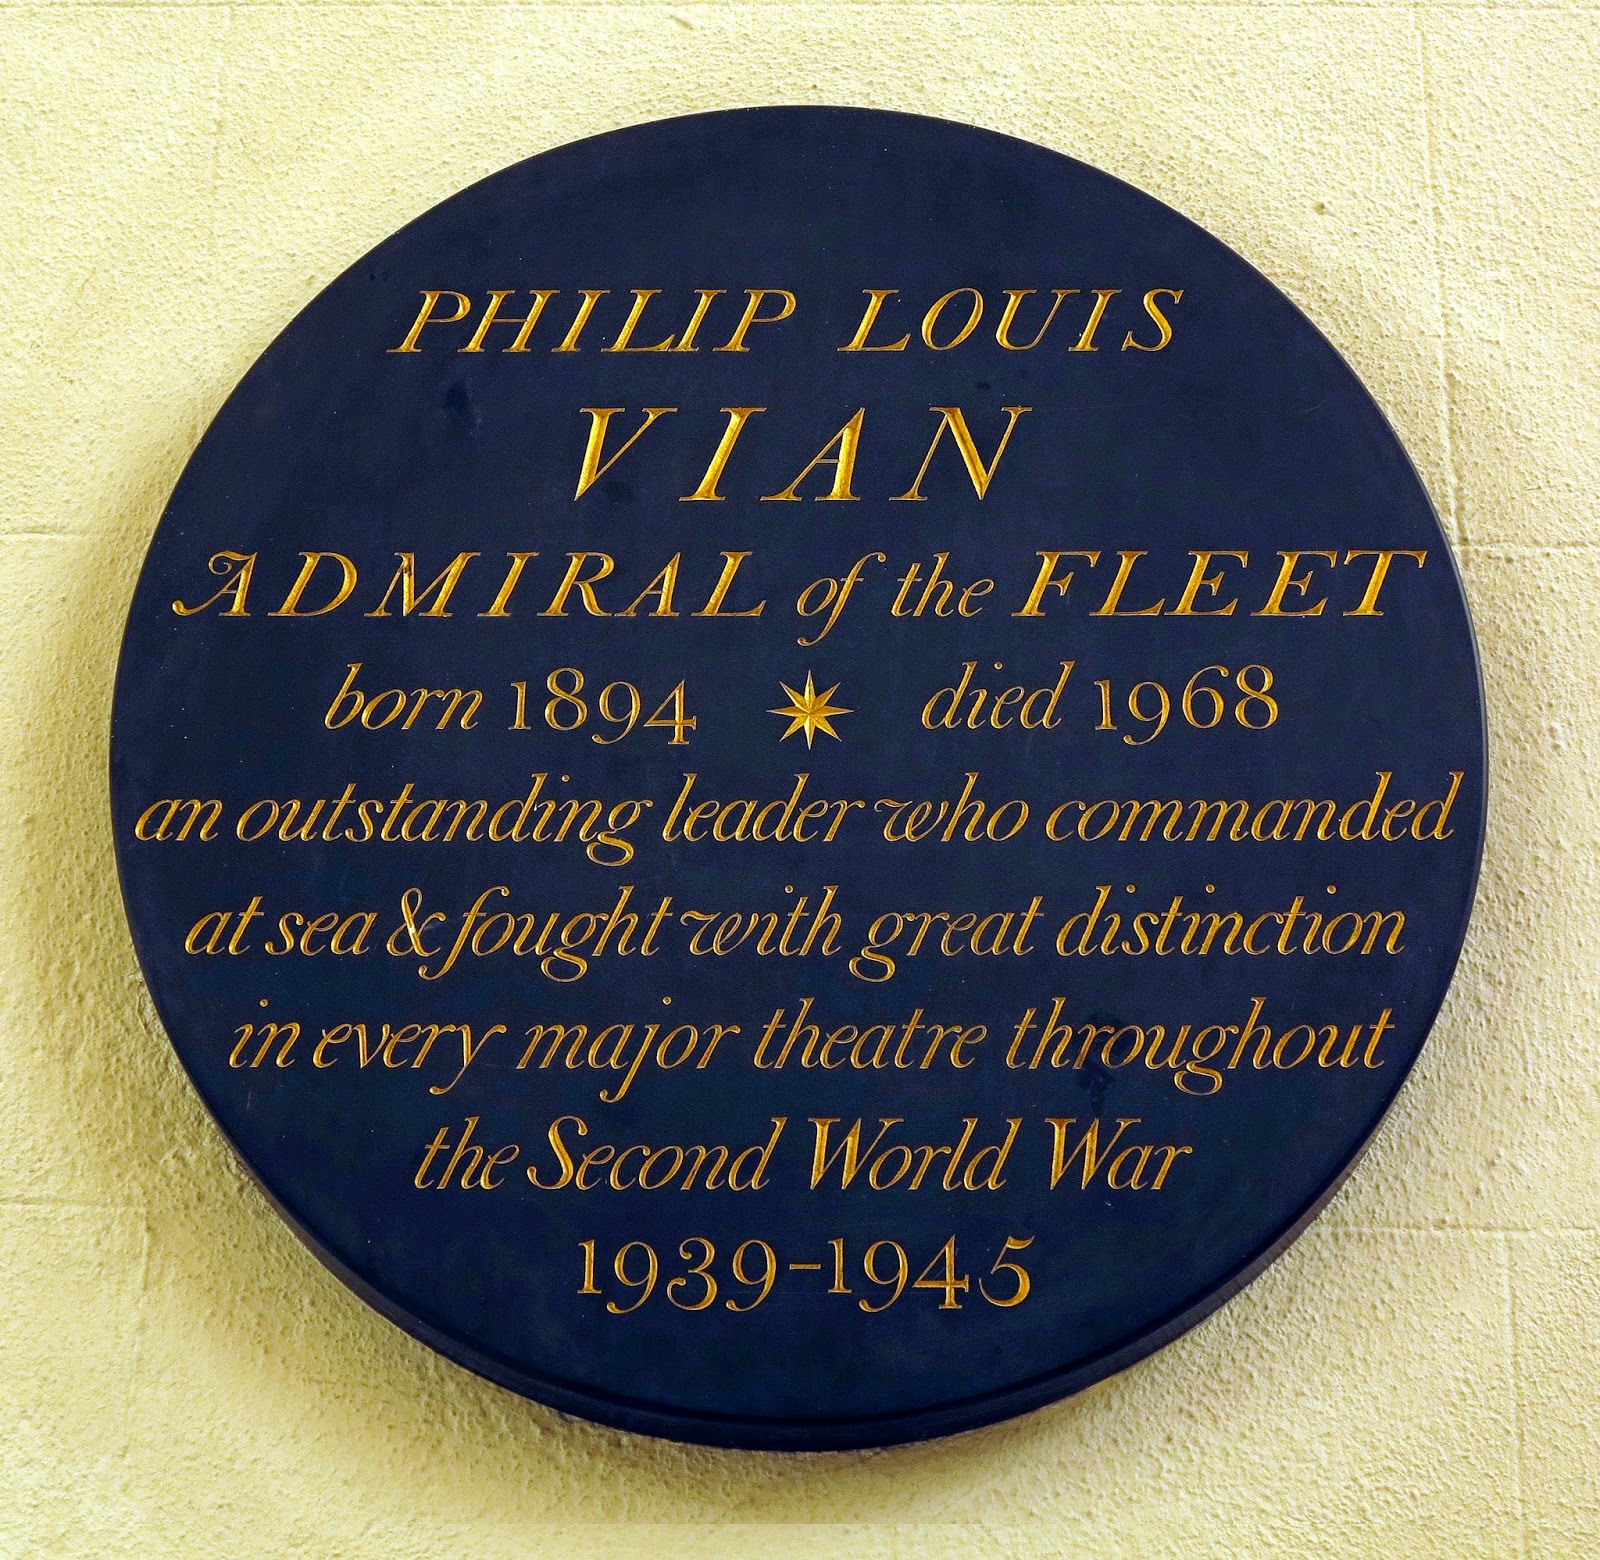 PHILIP LOUIS
VIAN
ADMIRAL of the FLEET
born 1894 died 1968
an outstanding leader who commanded
at sea & fought with great distinction
in every major theatre throughout
the Second World War
1939-1945